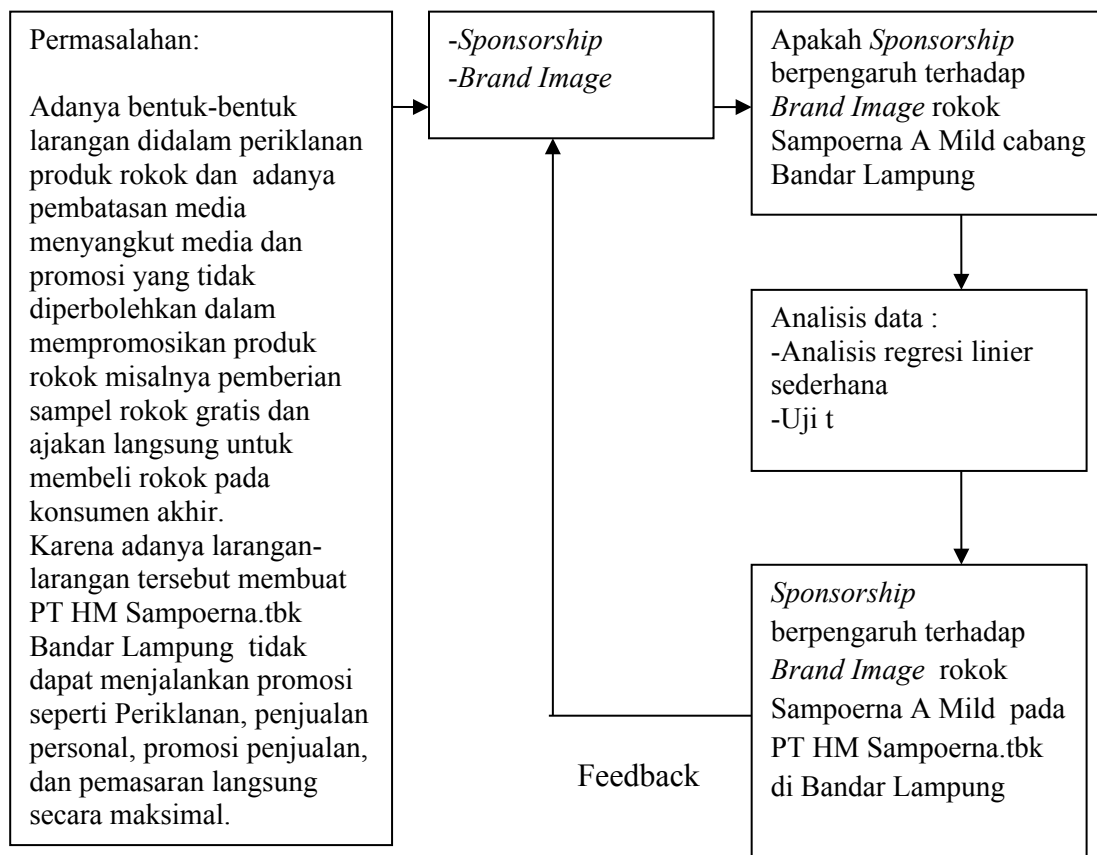 Permasalahan:
Adanya bentuk-bentuk
larangan didalam periklanan
produk rokok dan adanya
pembatasan media
menyangkut media dan
promosi yang tidak
diperbolehkan dalam
mempromosikan produk
rokok misalnya pemberian
sampel rokok gratis dan
ajakan langsung untuk
membeli rokok pada
konsumen akhir.
Karena adanya larangan-
larangan tersebut membuat
PT HM Sampoerna.tbk
Bandar Lampung tidak
dapat menjalankan promosi
seperti Periklanan, penjualan
personal, promosi penjualan,
dan pemasaran langsung
secara maksimal.
-Sponsorship
-Brand Image
Apakah Sponsorship
berpengaruh terhadap
Brand Image rokok
Sampoerna A Mild cabang
Bandar Lampung
Analisis data :
-Analisis regresi linier
sederhana
-Uji t
Sponsorship
berpengaruh terhadap
Brand Image rokok
Sampoerna A Mild pada
PT HM Sampoerna.tbk
di Bandar Lampung
Feedback